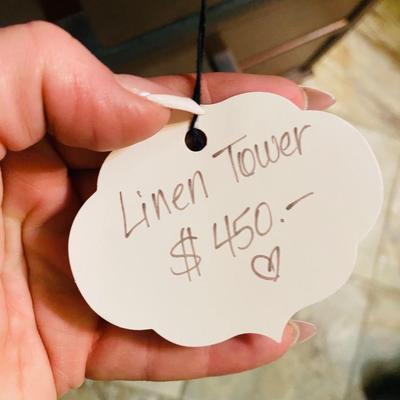 Linen Tower
$ 450.-
♡